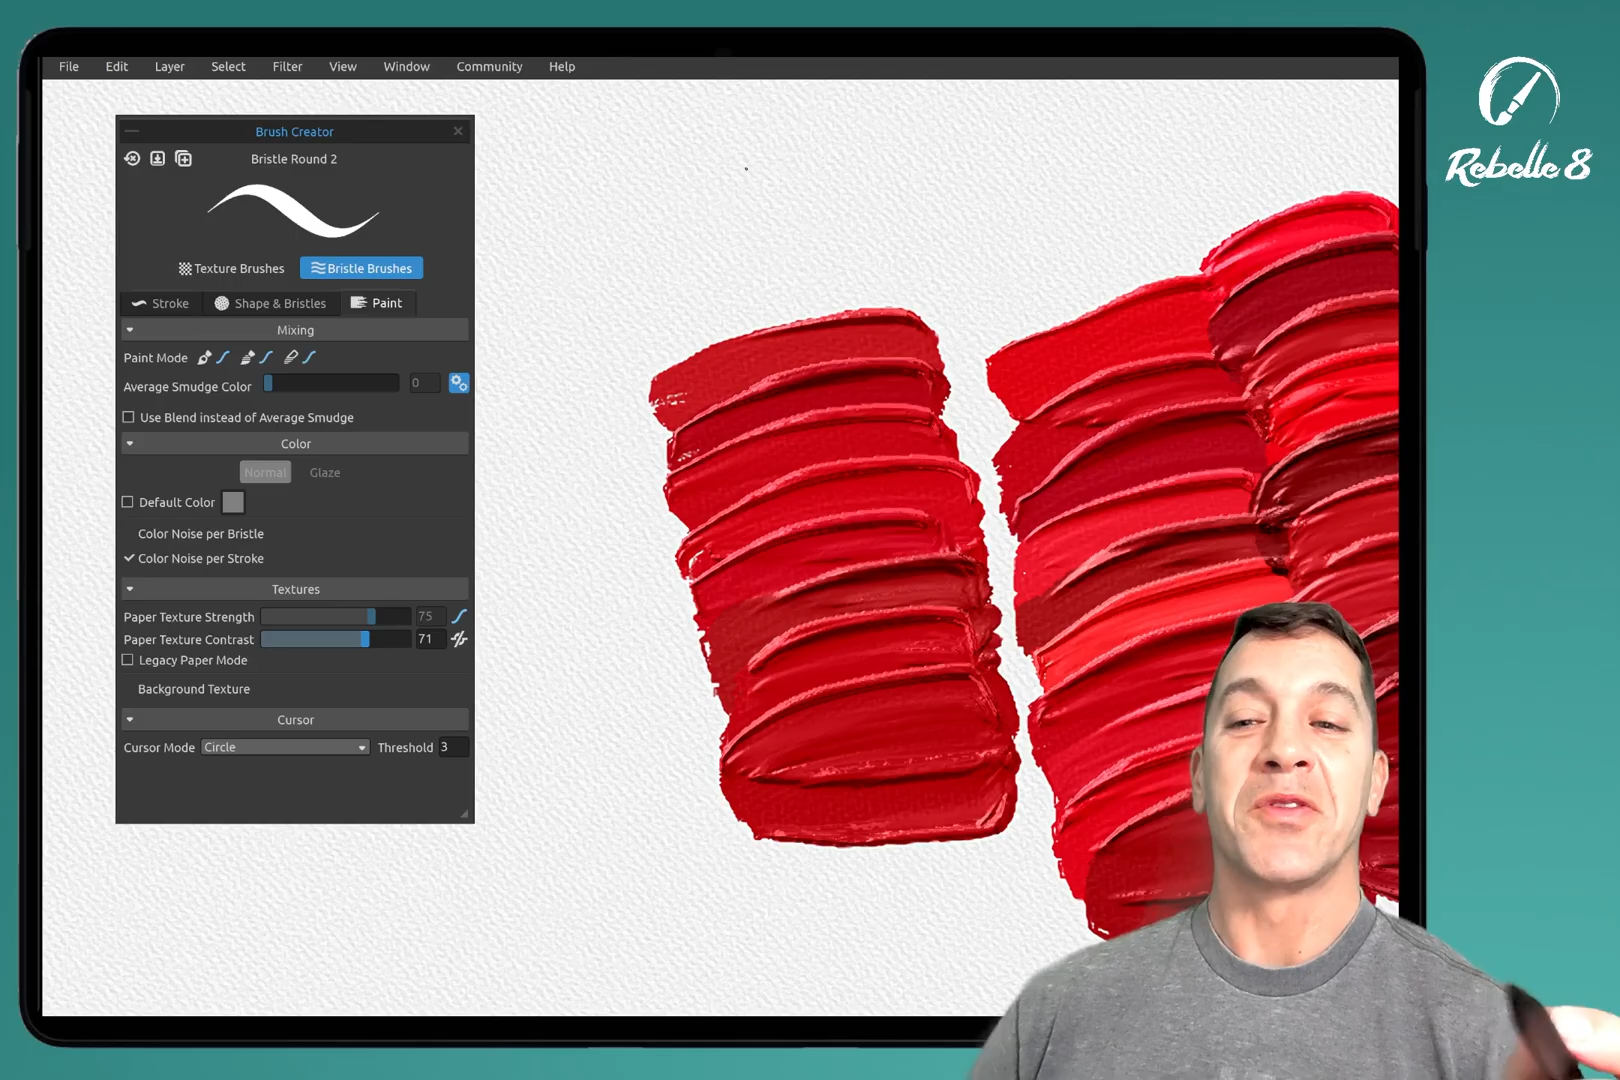 File Edit Layer Select Filter View Window Community Help
Rebelle 8
Brush Creator
Bristle Round 2
Texture Brushes Bristle Brushes
Stroke Shape & Bristles Paint
Mixing
Paint Mode
Average Smudge Color 0
Use Blend instead of Average Smudge
Color
Normal Glaze
Default Color
Color Noise per Bristle
Color Noise per Stroke
Textures
Paper Texture Strength 75
Paper Texture Contrast 71
Legacy Paper Mode
Background Texture
Cursor
Cursor Mode Circle Threshold 3